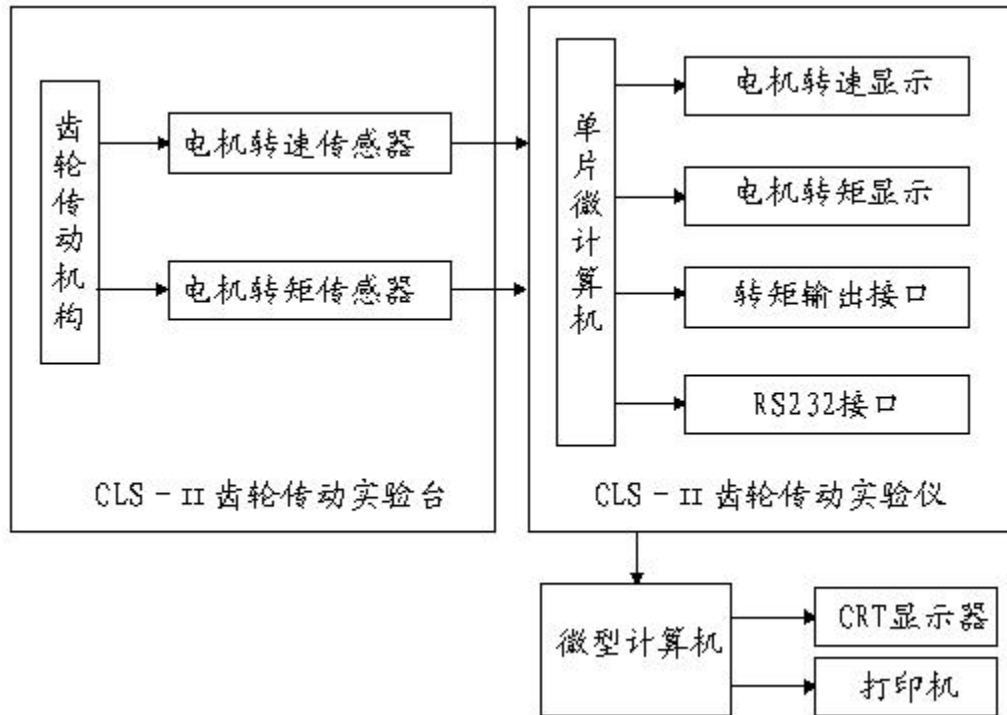 齿轮传动机构
电机转速传感器
电机转矩传感器
CLS-II 齿轮传动实验台
单片微计算机
电机转速显示
电机转矩显示
转矩输出接口
RS232接口
CLS-II 齿轮传动实验仪
微型计算机
CRT显示器
打印机